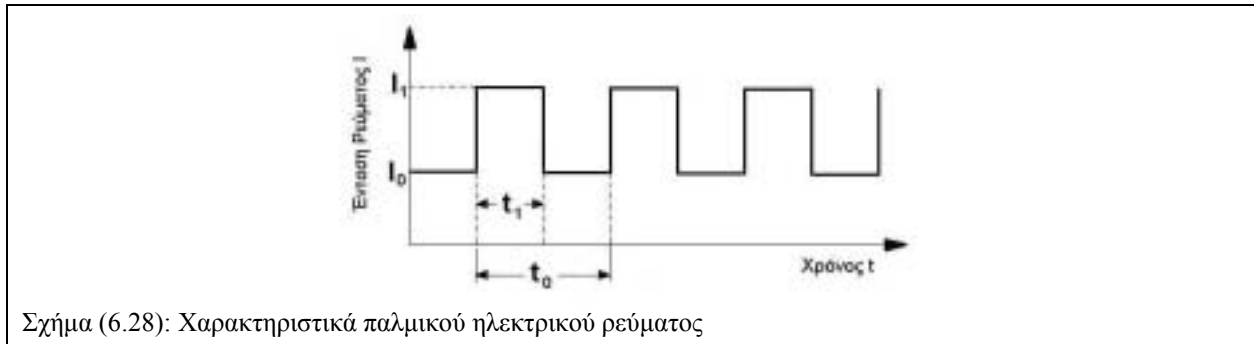 Ένταση Ρεύματος I
I₁
I₀
t₁
t₀
Χρόνος t
Σχήμα (6.28): Χαρακτηριστικά παλμικού ηλεκτρικού ρεύματος